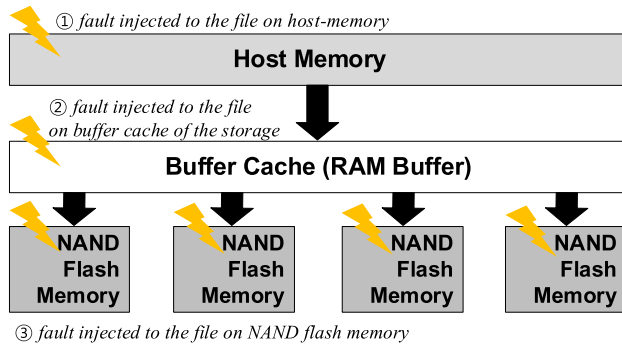 ① fault injected to the file on host-memory
Host Memory
② fault injected to the file
on buffer cache of the storage
Buffer Cache (RAM Buffer)
NAND
Flash
Memory
NAND
Flash
Memory
NAND
Flash
Memory
NAND
Flash
Memory
③ fault injected to the file on NAND flash memory